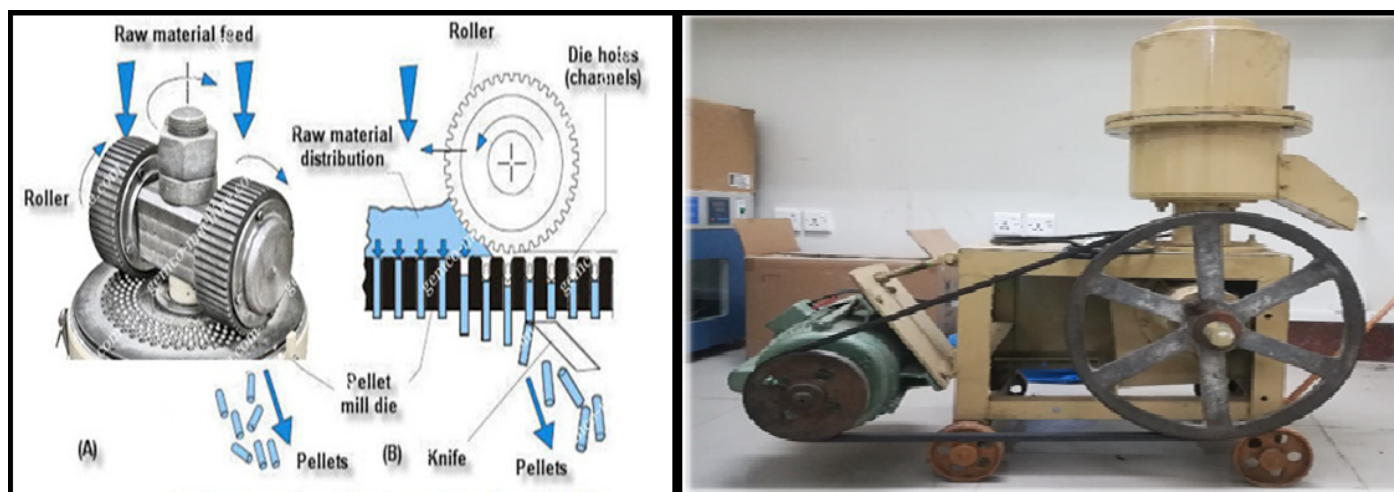 Raw material feed
Roller
(A)
Pellets
Roller
Die hoiss
(channels)
Raw material
distribution
Pellet
mill die
(B)
Knife
Pellets